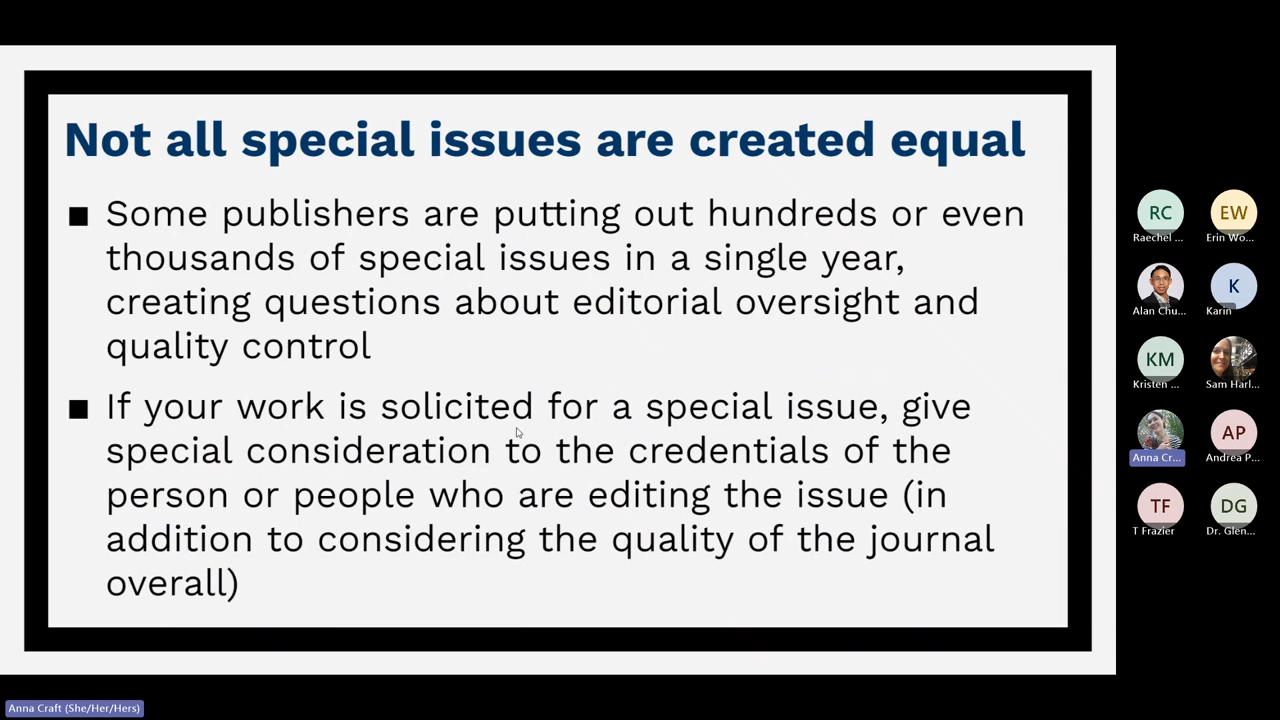 Not all special issues are created equal
■ Some publishers are putting out hundreds or even
thousands of special issues in a single year,
creating questions about editorial oversight and
quality control
■ If your work is solicited for a special issue, give
special consideration to the credentials of the
person or people who are editing the issue (in
addition to considering the quality of the journal
overall)
RC
Raechel ...
EW
Erin Wo...
Alan Chu...
K
Karin
KM
Kristen ...
Sam Harl...
Anna Cr...
AP
Andrea P...
TF
T Frazier
DG
Dr. Glen...
Anna Craft (She/Her/Hers)